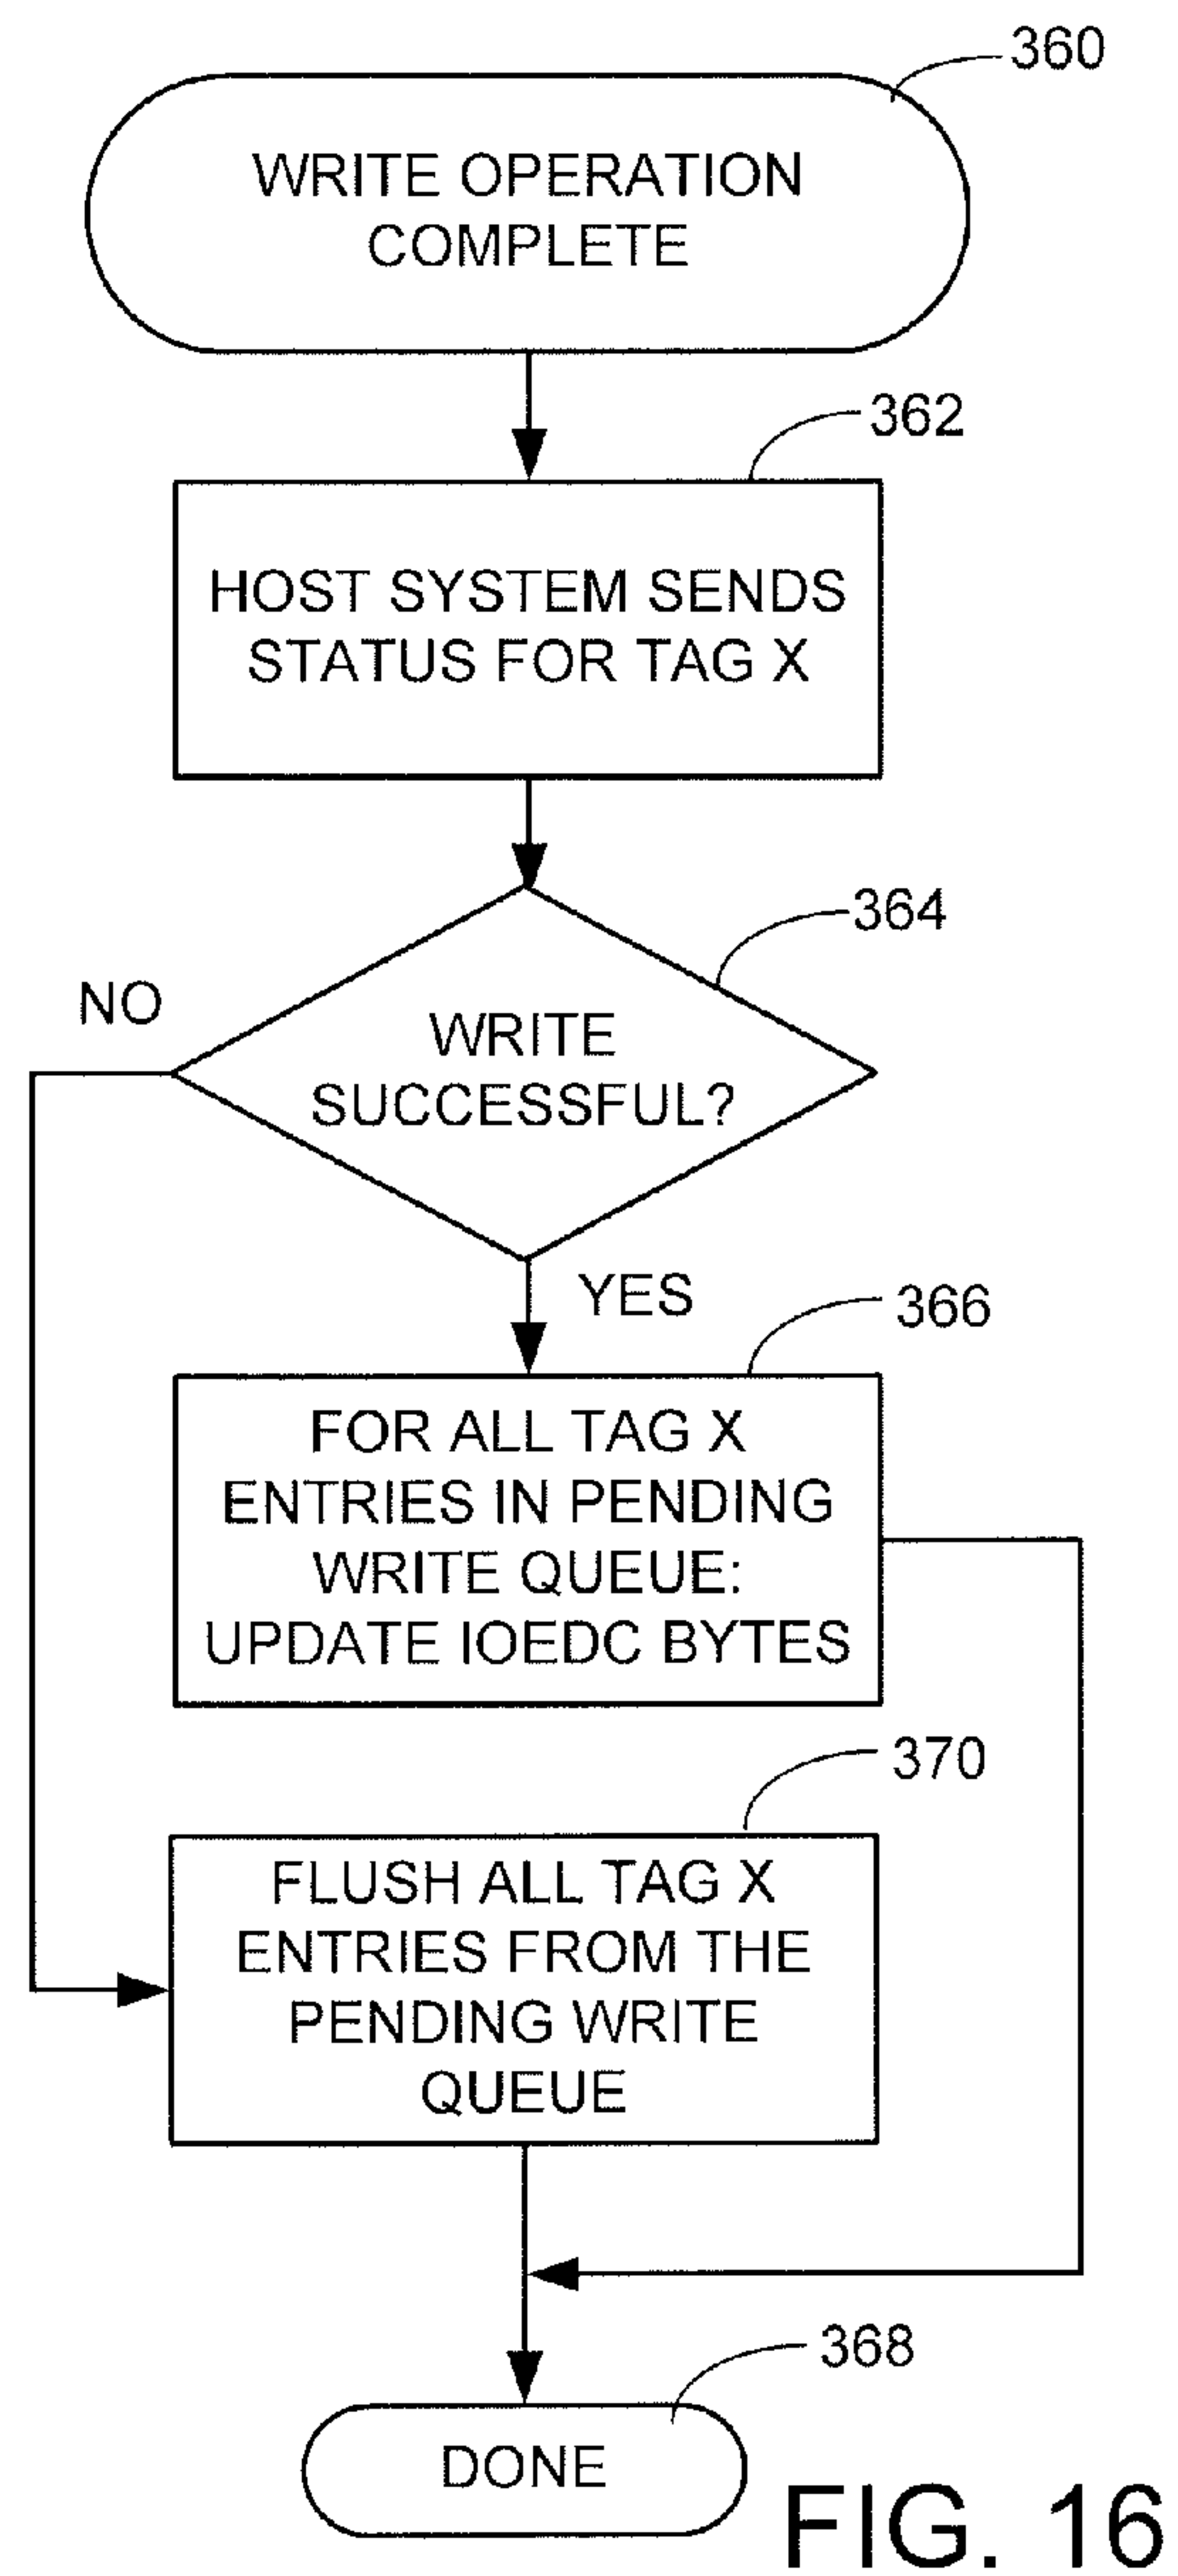 360
WRITE OPERATION
COMPLETE
362
HOST SYSTEM SENDS
STATUS FOR TAG X
364
NO
WRITE
SUCCESSFUL?
YES
366
FOR ALL TAG X
ENTRIES IN PENDING
WRITE QUEUE:
UPDATE IOEDC BYTES
370
FLUSH ALL TAG X
ENTRIES FROM THE
PENDING WRITE
QUEUE
368
DONE
FIG. 16